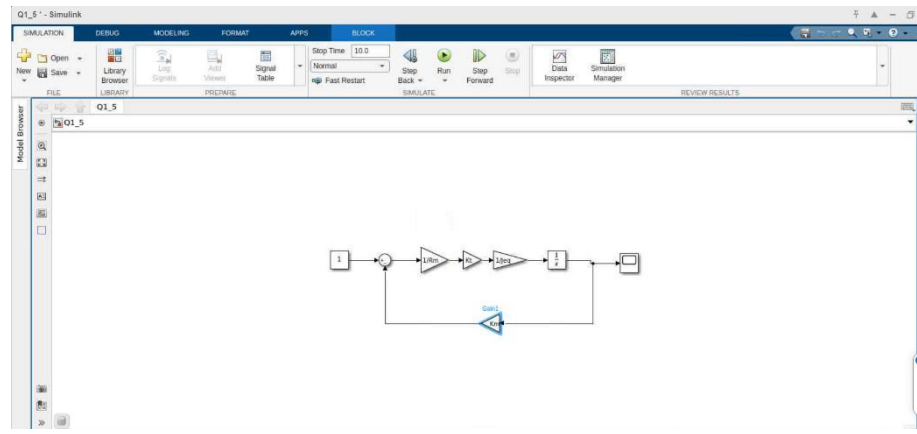 Q1_5 * - Simulink
SIMULATION DEBUG MODELING FORMAT APPS BLOCK
New
Open
Save
FILE
Library
Browser
LIBRARY
Log
Signals
Add
Viewer
Signal
Table
PREPARE
Stop Time 10.0
Normal
Fast Restart
Step
Back
Run
Step
Forward
Stop
SIMULATE
Data
Inspector
Simulation
Manager
REVIEW RESULTS
Model Browser
Q1_5
Q1_5
1
1/Rm
Kt
1/Jeq
1
s
Gain1
Km